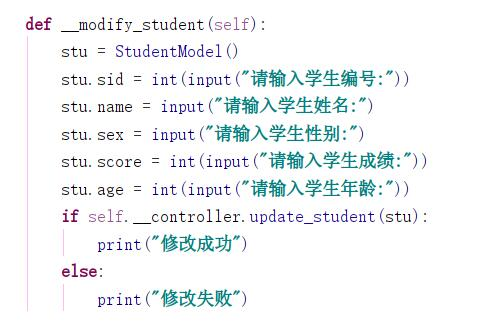 def __modify_student(self):
    stu = StudentModel()
    stu.sid = int(input("请输入学生编号:"))
    stu.name = input("请输入学生姓名:")
    stu.sex = input("请输入学生性别:")
    stu.score = int(input("请输入学生成绩:"))
    stu.age = int(input("请输入学生年龄:"))
    if self.__controller.update_student(stu):
        print("修改成功")
    else:
        print("修改失败")